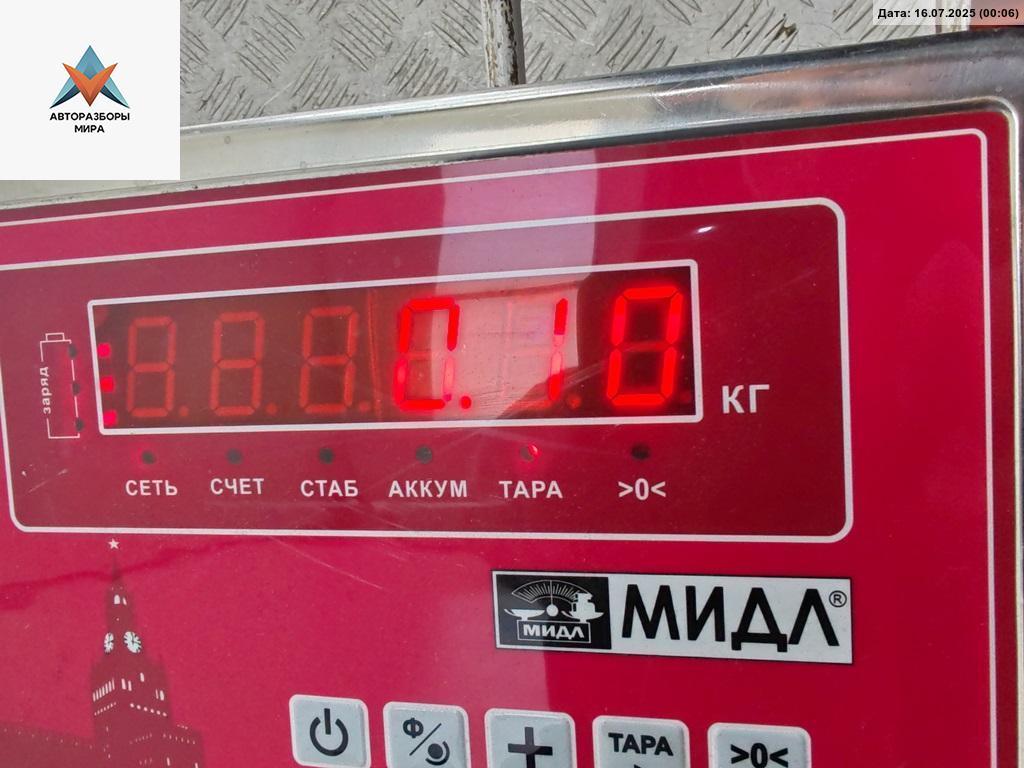 Дата: 16.07.2025 (00:06)
АВТОРАЗБОРЫ
МИРА
заряд
0.10
КГ
СЕТЬ СЧЕТ СТАБ АККУМ ТАРА >0<
МИДЛ МИДЛ®
Ф/ + ТАРА >0<